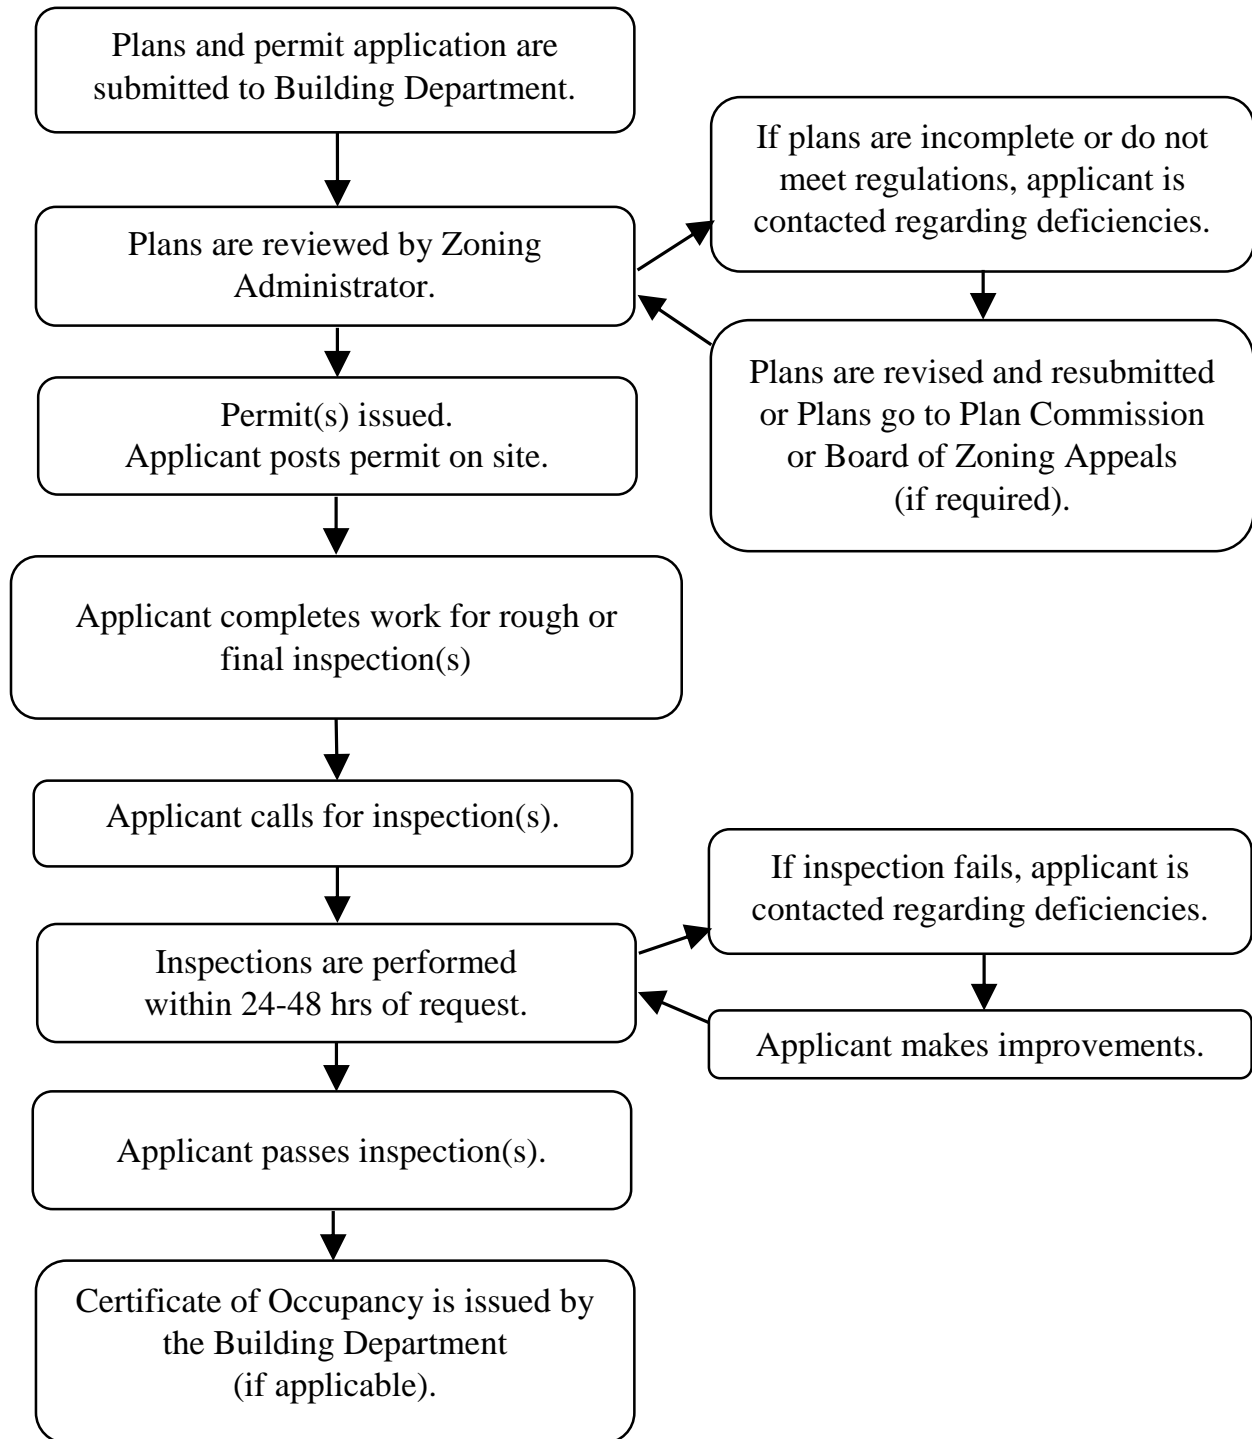 Plans and permit application are
submitted to Building Department.
If plans are incomplete or do not
meet regulations, applicant is
contacted regarding deficiencies.
Plans are reviewed by Zoning
Administrator.
Plans are revised and resubmitted
or Plans go to Plan Commission
or Board of Zoning Appeals
(if required).
Permit(s) issued.
Applicant posts permit on site.
Applicant completes work for rough or
final inspection(s)
Applicant calls for inspection(s).
If inspection fails, applicant is
contacted regarding deficiencies.
Inspections are performed
within 24-48 hrs of request.
Applicant makes improvements.
Applicant passes inspection(s).
Certificate of Occupancy is issued by
the Building Department
(if applicable).